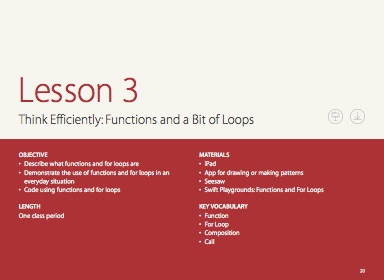 Lesson 3
Think Efficiently: Functions and a Bit of Loops
OBJECTIVE
• Describe what functions and for loops are
• Demonstrate the use of functions and for loops in an
everyday situation
• Code using functions and for loops
LENGTH
One class period
MATERIALS
• iPad
• App for drawing or making patterns
• Seesaw
• Swift Playgrounds: Functions and For Loops
KEY VOCABULARY
• Function
• For Loop
• Composition
• Call
20